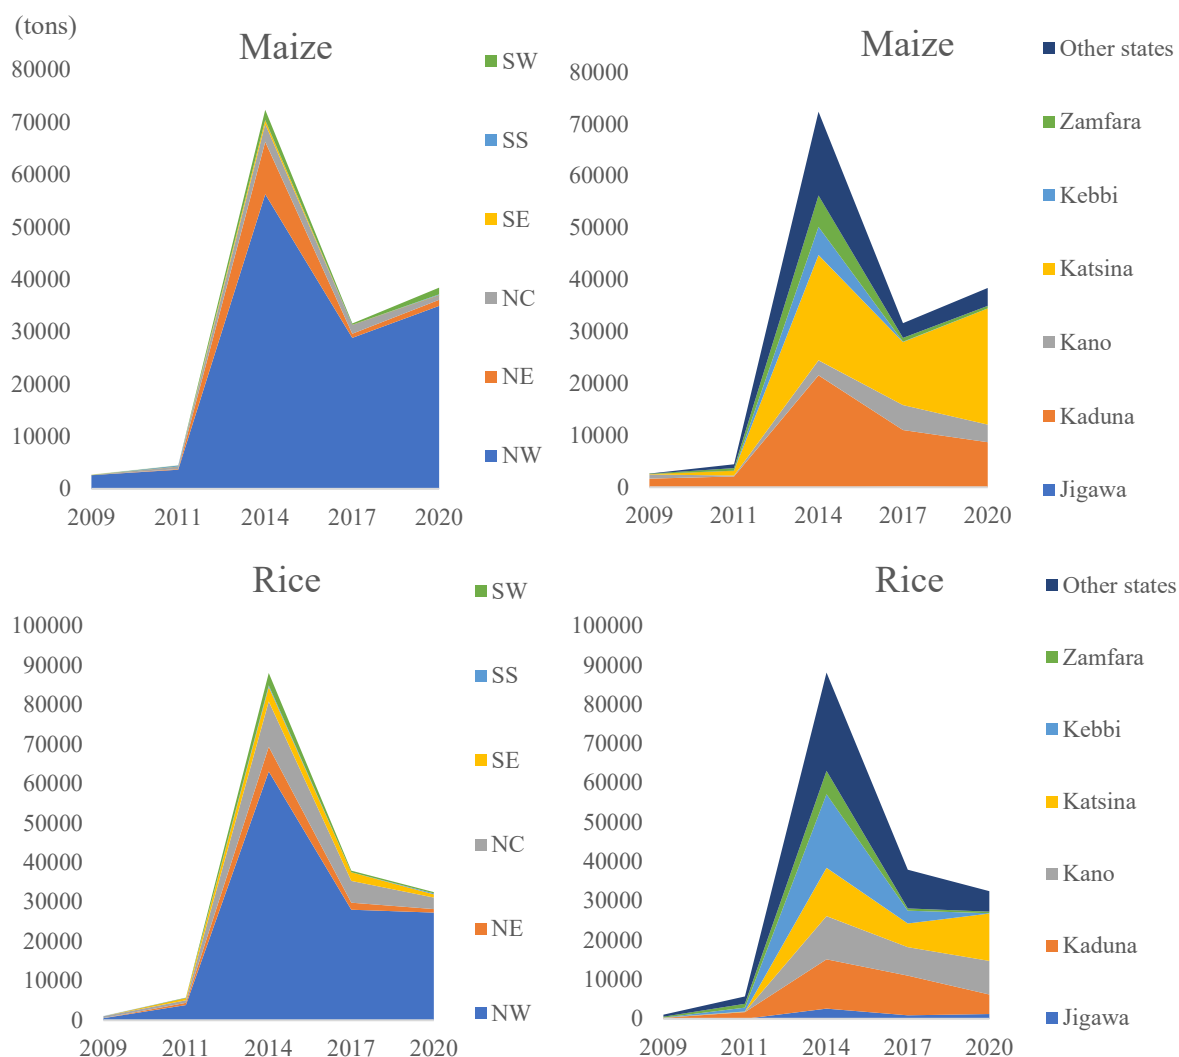 (tons)
Maize
80000
70000
60000
50000
40000
30000
20000
10000
0
2009 2011 2014 2017 2020
SW
SS
SE
NC
NE
NW
Maize
80000
70000
60000
50000
40000
30000
20000
10000
0
2009 2011 2014 2017 2020
Other states
Zamfara
Kebbi
Katsina
Kano
Kaduna
Jigawa
Rice
100000
90000
80000
70000
60000
50000
40000
30000
20000
10000
0
2009 2011 2014 2017 2020
SW
SS
SE
NC
NE
NW
Rice
100000
90000
80000
70000
60000
50000
40000
30000
20000
10000
0
2009 2011 2014 2017 2020
Other states
Zamfara
Kebbi
Katsina
Kano
Kaduna
Jigawa